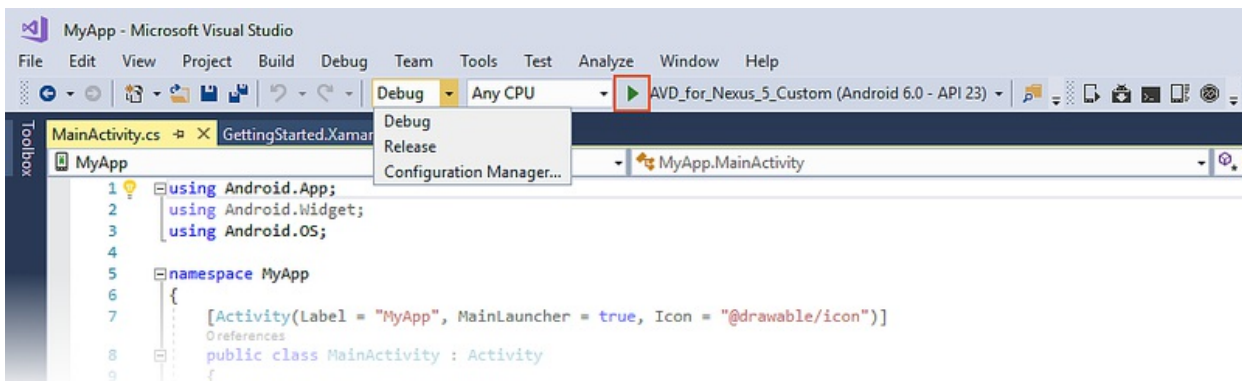 MyApp - Microsoft Visual Studio
File Edit View Project Build Debug Team Tools Test Analyze Window Help
Debug Any CPU AVD_for_Nexus_5_Custom (Android 6.0 - API 23)
Debug
Release
Configuration Manager...
Toolbox
MainActivity.cs GettingStarted.Xamar
MyApp MyApp.MainActivity
1 using Android.App;
2 using Android.Widget;
3 using Android.OS;
4
5 namespace MyApp
6 {
7 [Activity(Label = "MyApp", MainLauncher = true, Icon = "@drawable/icon")]
0 references
8 public class MainActivity : Activity
9 {